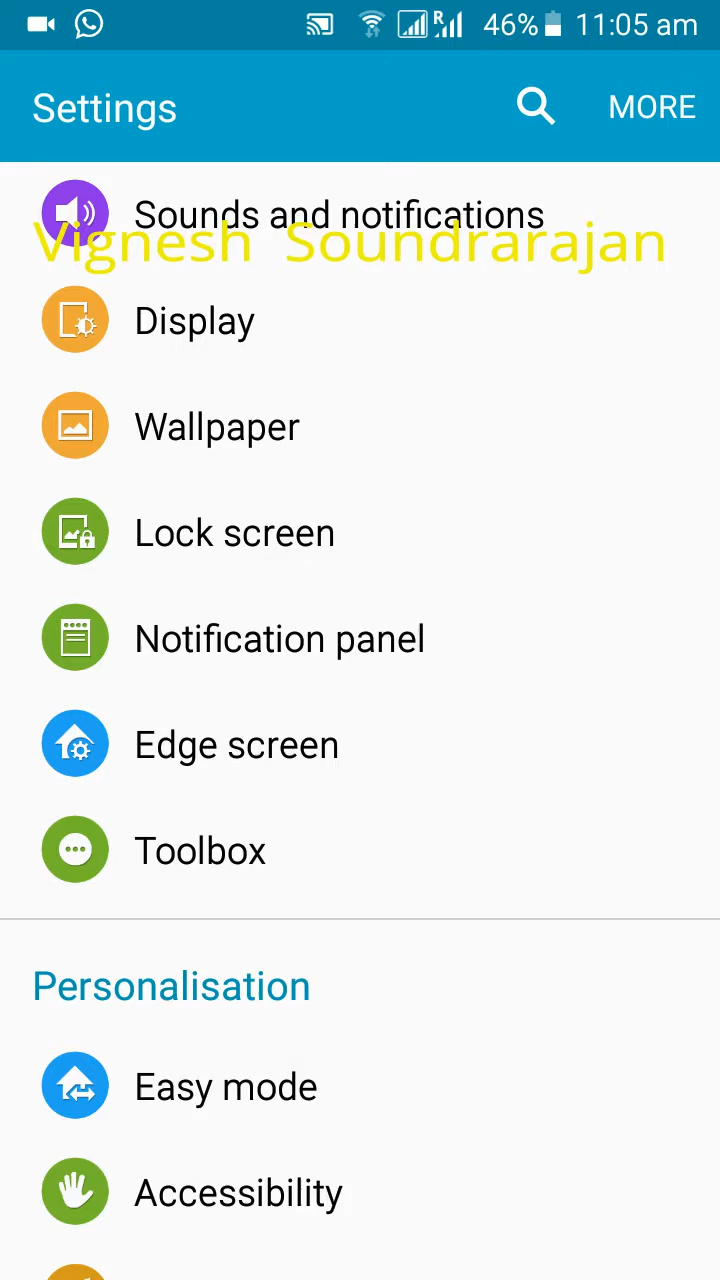 46% 11:05 am
Settings MORE
Sounds and notifications
Vignesh Soundrarajan
Display
Wallpaper
Lock screen
Notification panel
Edge screen
Toolbox
Personalisation
Easy mode
Accessibility